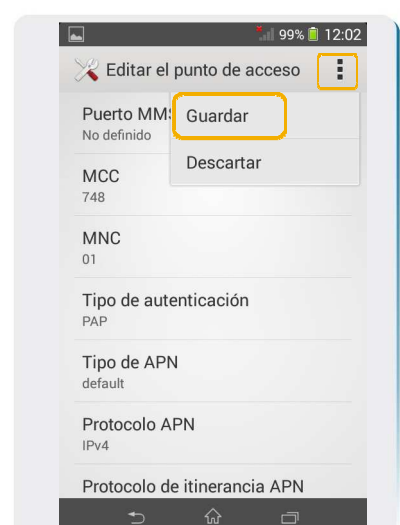 99% 12:02
Editar el punto de acceso
Puerto MMS
No definido
Guardar
Descartar
MCC
748
MNC
01
Tipo de autenticación
PAP
Tipo de APN
default
Protocolo APN
IPv4
Protocolo de itinerancia APN